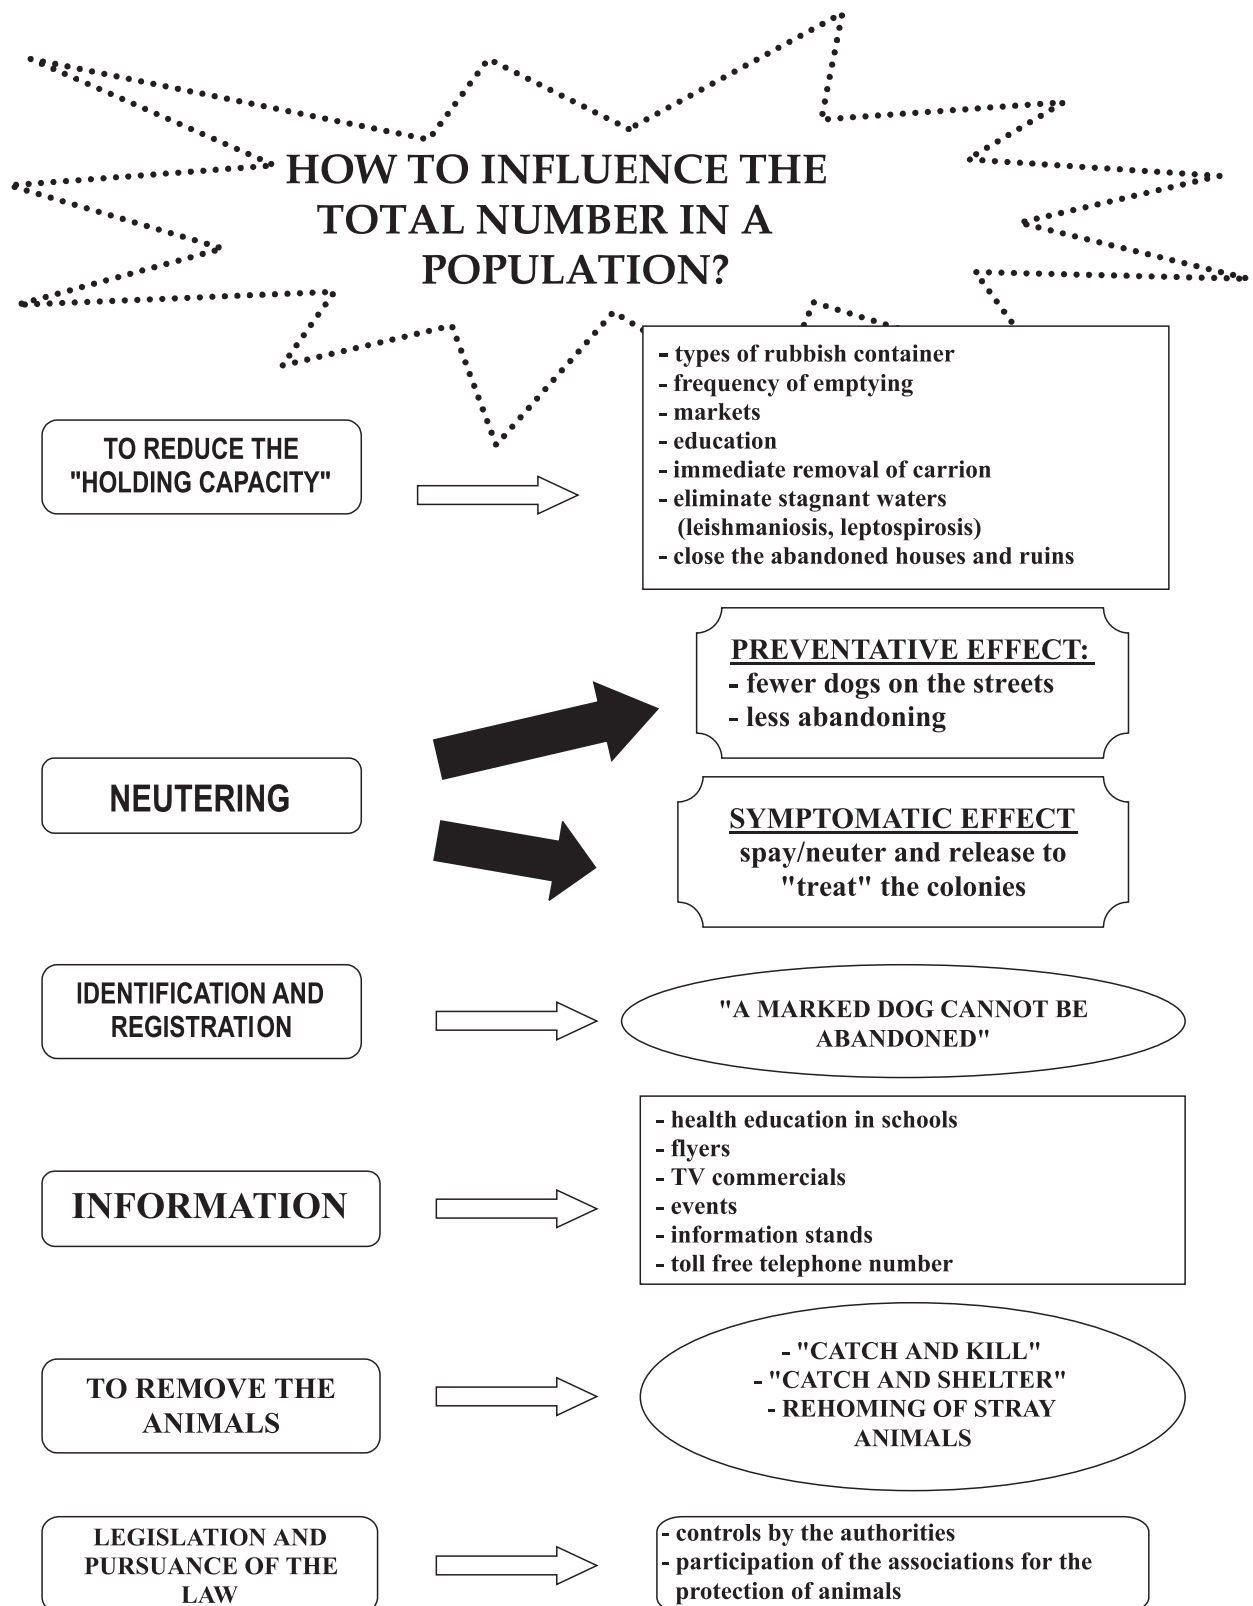 HOW TO INFLUENCE THE
TOTAL NUMBER IN A
POPULATION?
TO REDUCE THE
"HOLDING CAPACITY"
- types of rubbish container
- frequency of emptying
- markets
- education
- immediate removal of carrion
- eliminate stagnant waters
(leishmaniosis, leptospirosis)
- close the abandoned houses and ruins
NEUTERING
PREVENTATIVE EFFECT:
- fewer dogs on the streets
- less abandoning
SYMPTOMATIC EFFECT
spay/neuter and release to
"treat" the colonies
IDENTIFICATION AND
REGISTRATION
"A MARKED DOG CANNOT BE
ABANDONED"
INFORMATION
- health education in schools
- flyers
- TV commercials
- events
- information stands
- toll free telephone number
TO REMOVE THE
ANIMALS
- "CATCH AND KILL"
- "CATCH AND SHELTER"
- REHOMING OF STRAY
ANIMALS
LEGISLATION AND
PURSUANCE OF THE
LAW
- controls by the authorities
- participation of the associations for the
protection of animals